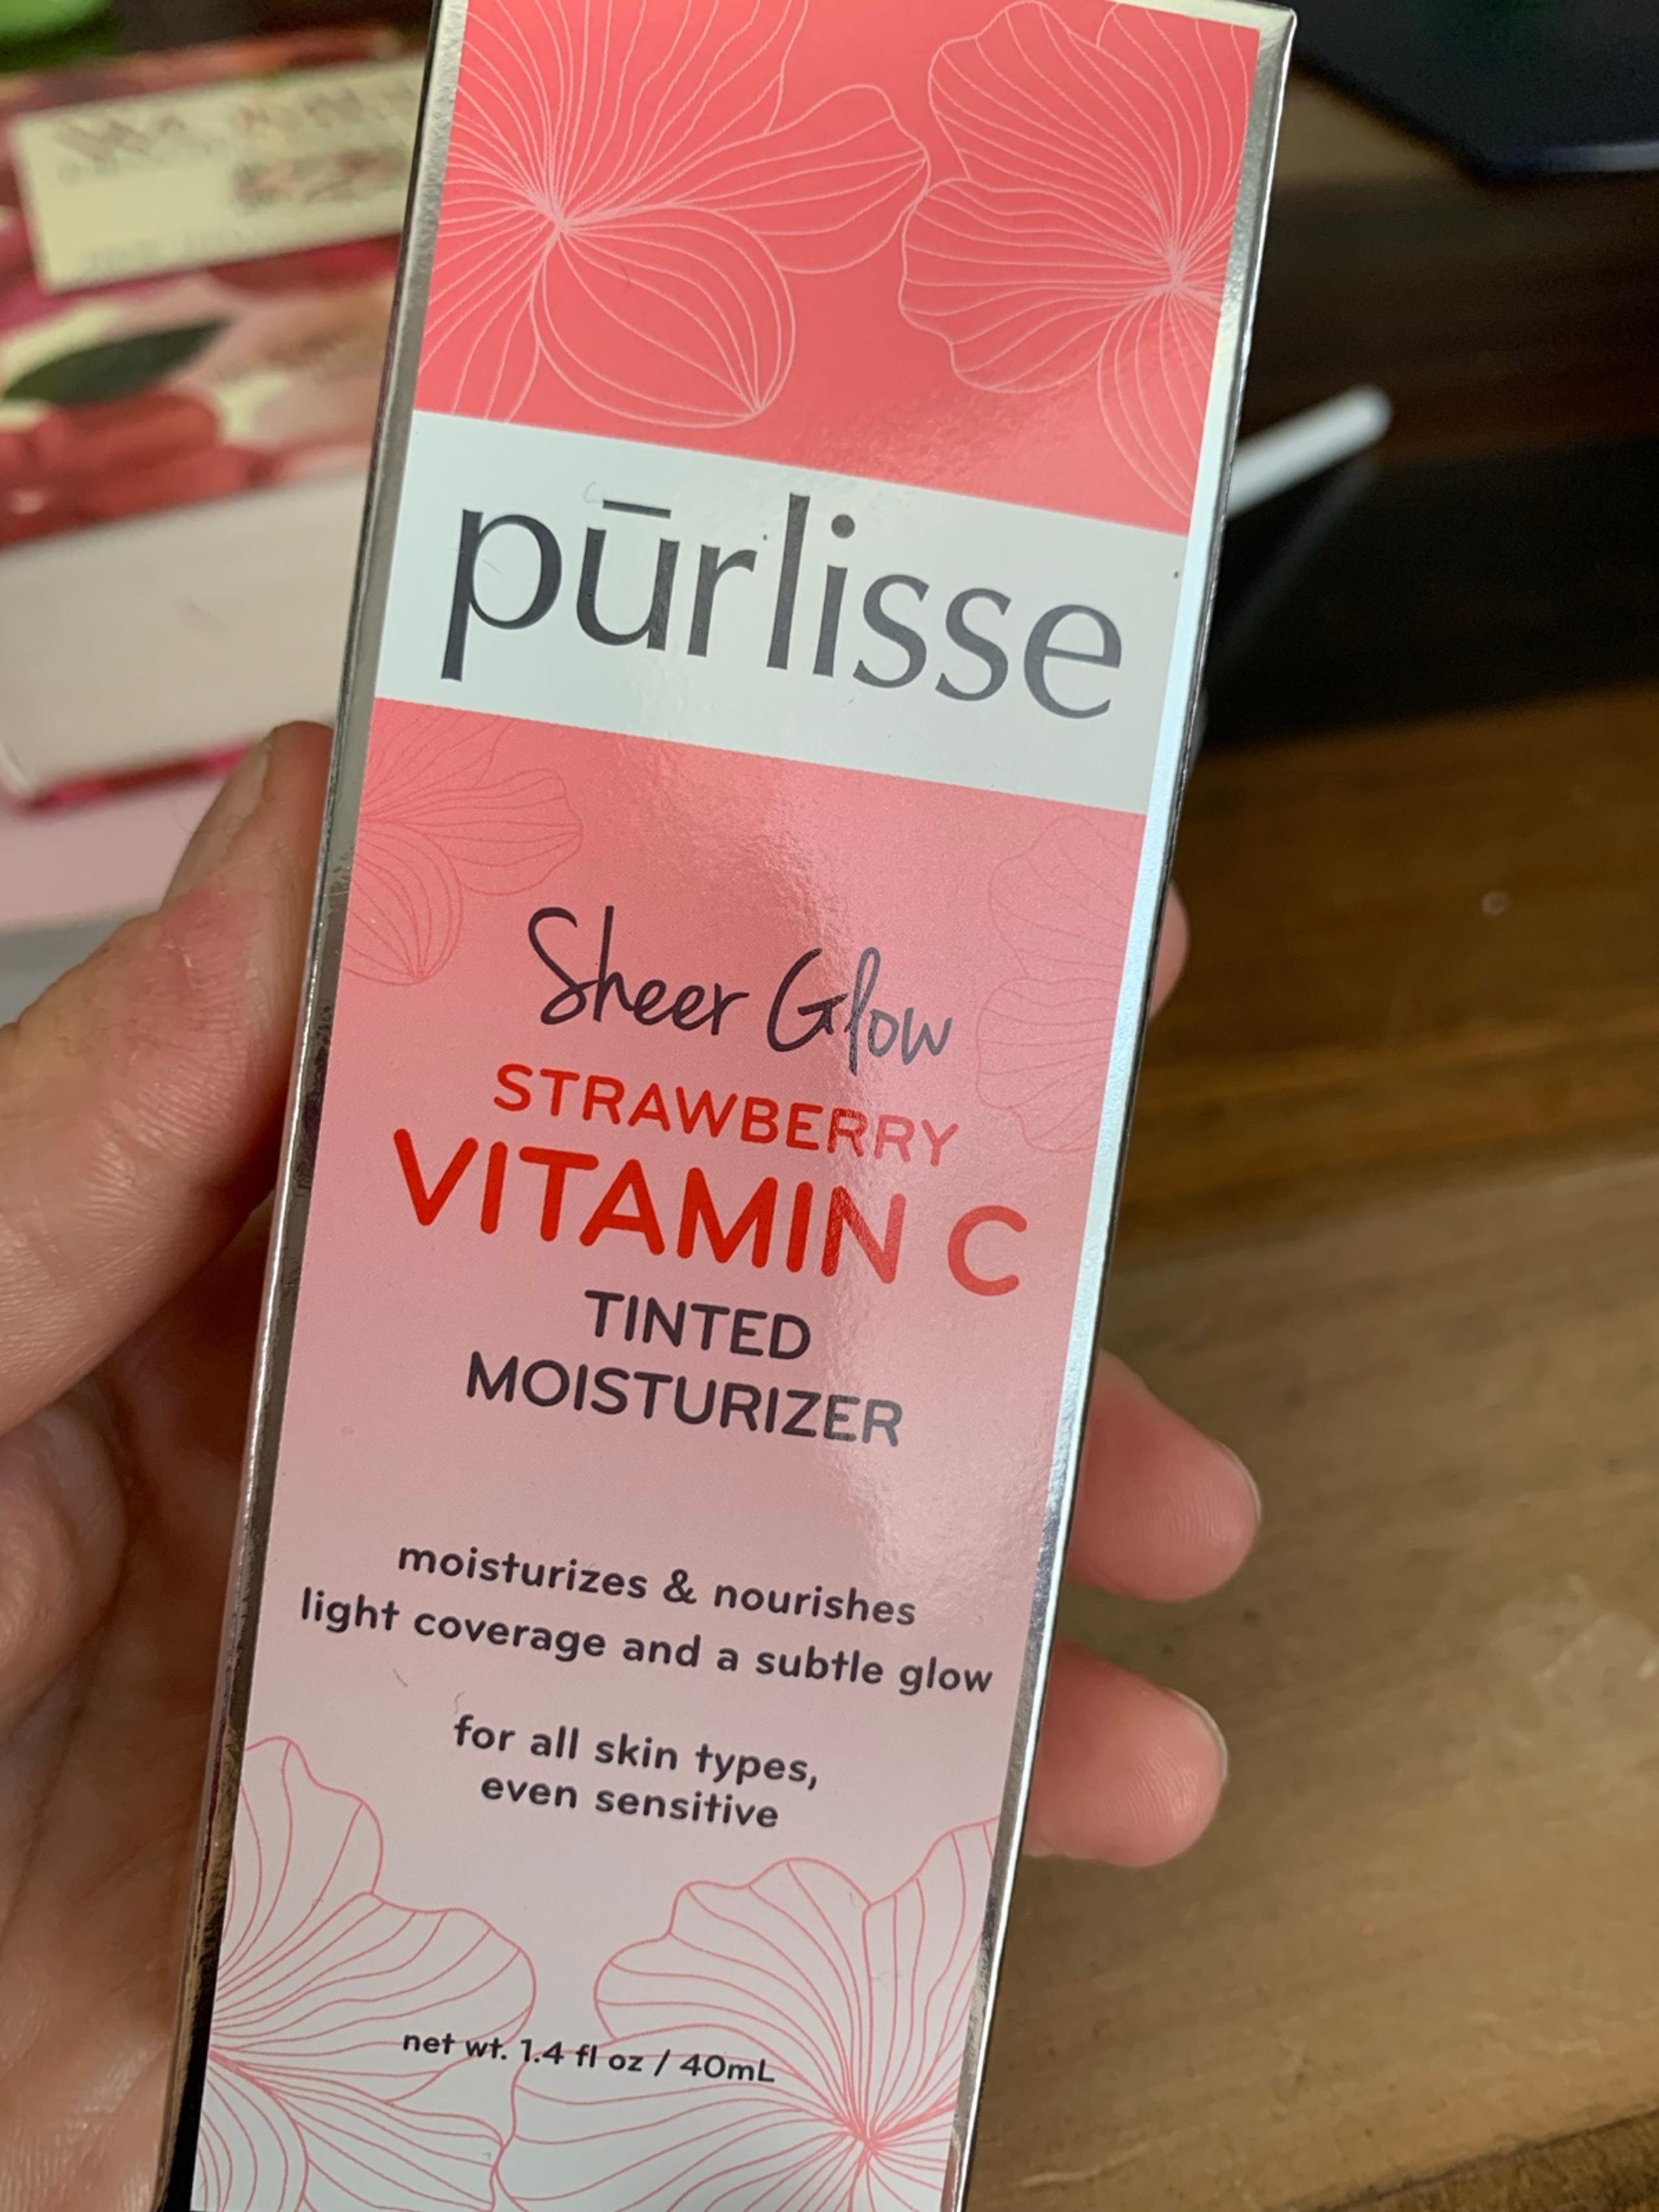 pūrlisse
Sheer Glow
STRAWBERRY
VITAMIN C
TINTED
MOISTURIZER
moisturizes & nourishes
light coverage and a subtle glow
for all skin types,
even sensitive
net wt. 1.4 fl oz / 40mL